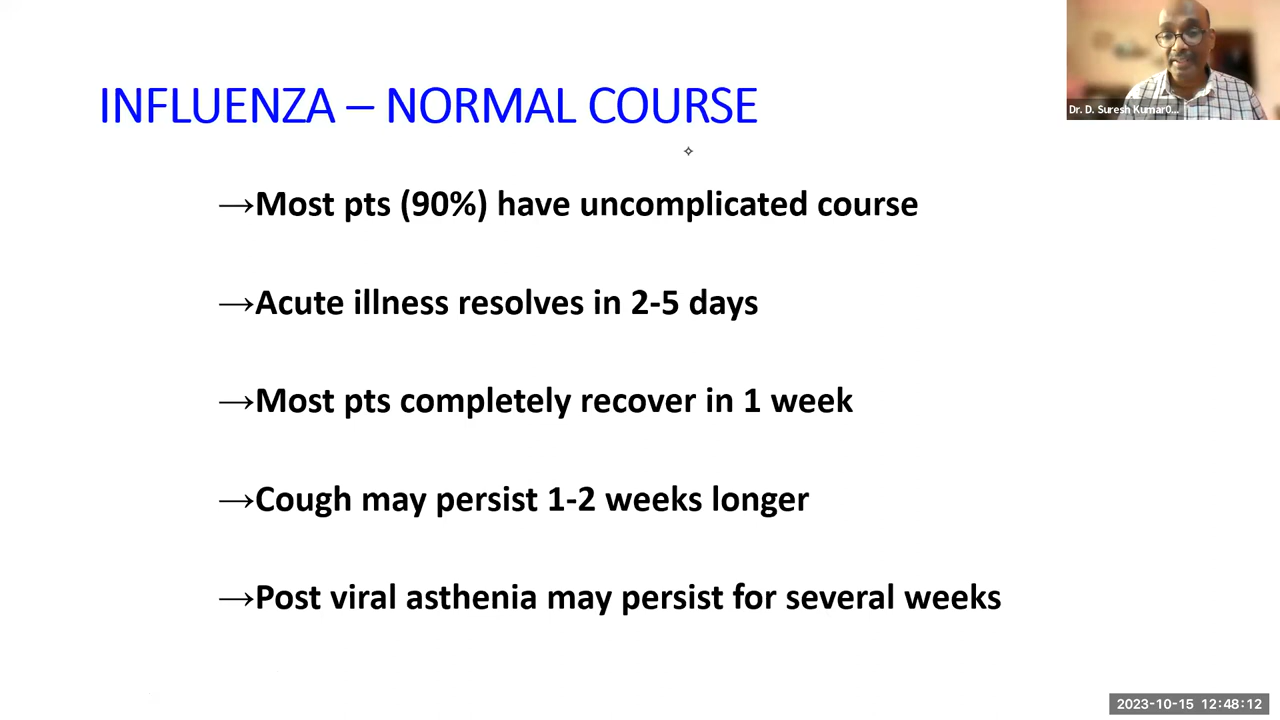 INFLUENZA – NORMAL COURSE
→Most pts (90%) have uncomplicated course
→Acute illness resolves in 2-5 days
→Most pts completely recover in 1 week
→Cough may persist 1-2 weeks longer
→Post viral asthenia may persist for several weeks
Dr. D. Suresh Kumar0...
2023-10-15 12:48:12